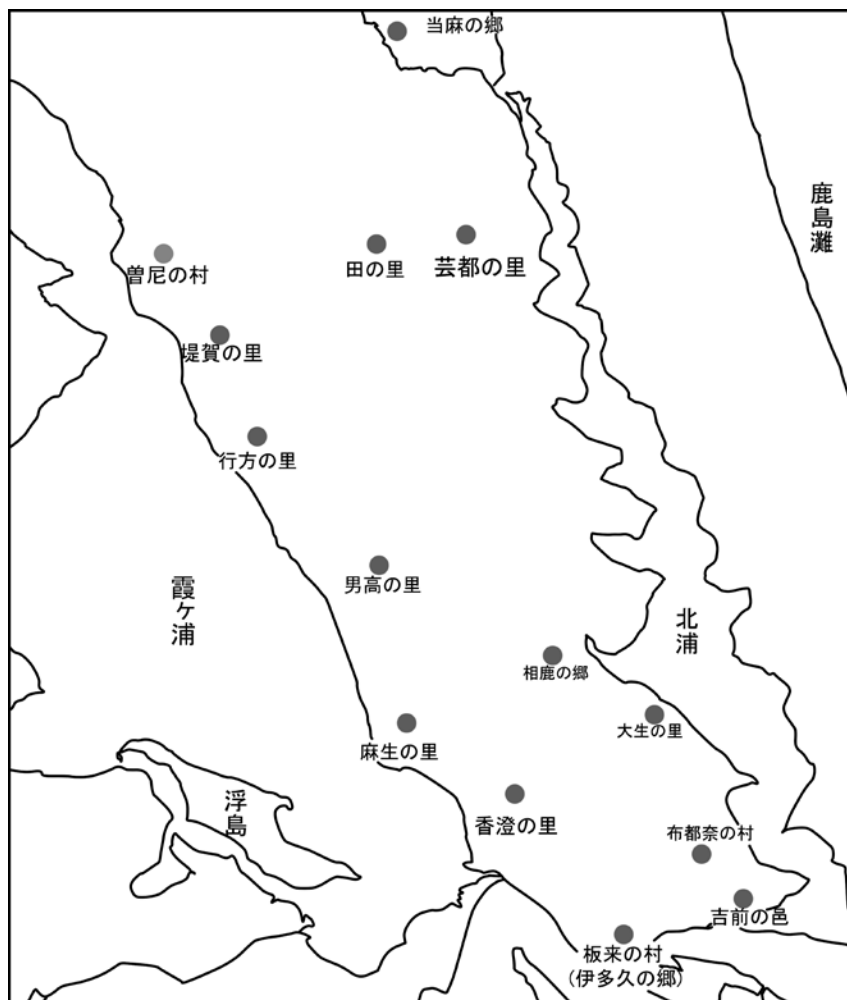 当麻の郷
鹿島灘
曽尼の村
田の里
芸都の里
堤賀の里
行方の里
霞ヶ浦
男高の里
北浦
相鹿の郷
大生の里
麻生の里
浮島
香澄の里
布都奈の村
吉前の邑
板来の村
(伊多久の郷)